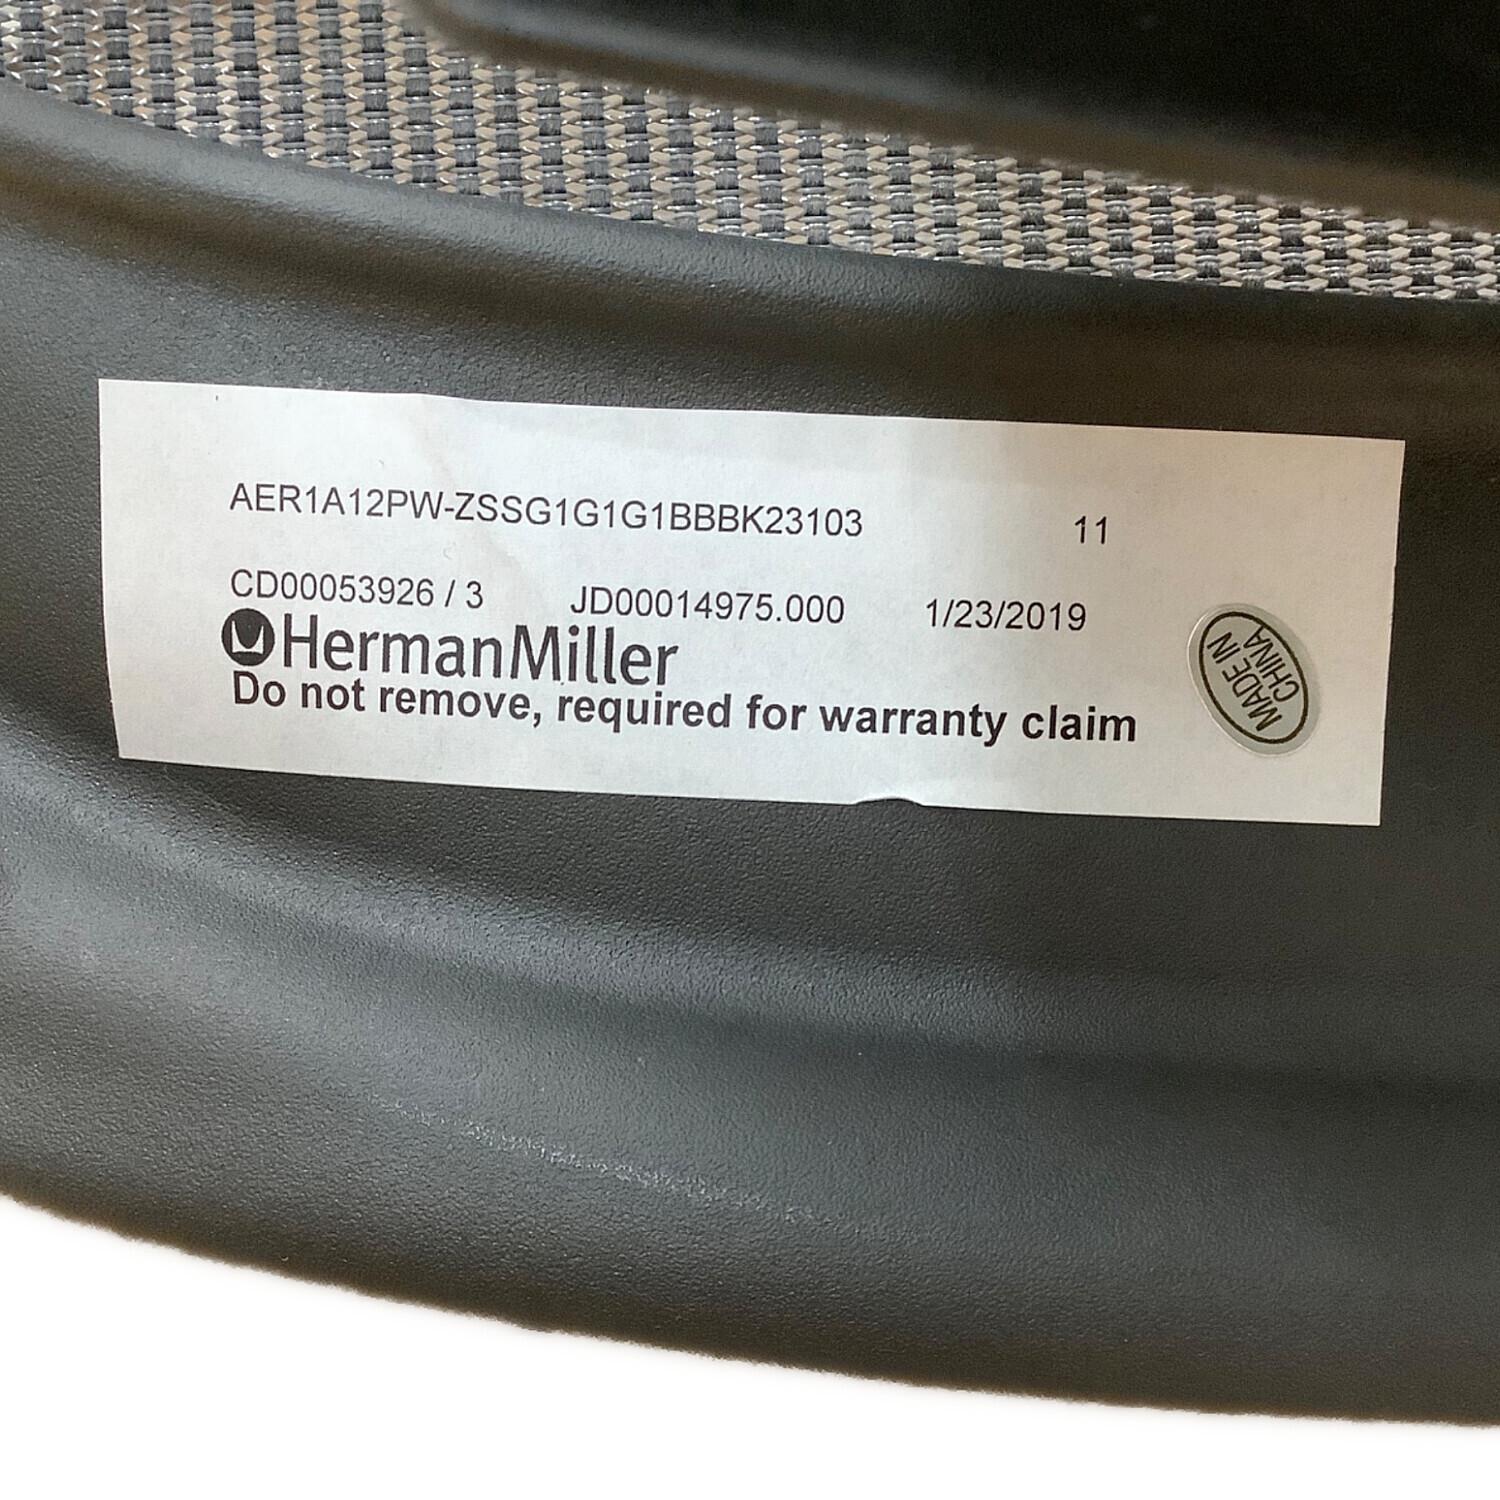 AER1A12PW-ZSSG1G1G1BBBK23103 11
CD00053926 / 3 JD00014975.000 1/23/2019
HermanMiller
Do not remove, required for warranty claim
MADE IN
CHINA